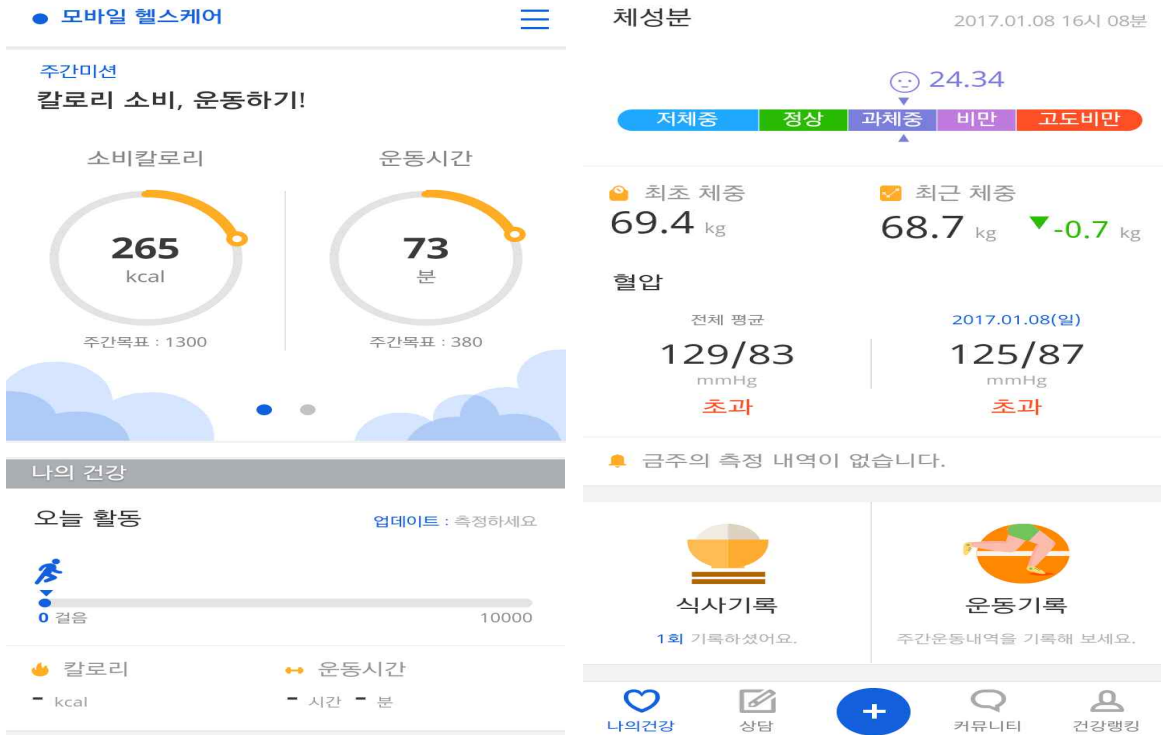 모바일 헬스케어
주간미션
칼로리 소비, 운동하기!
소비칼로리 운동시간
265 73
kcal 분
주간목표 : 1300 주간목표 : 380
나의 건강
오늘 활동 업데이트 : 측정하세요
0 걸음 10000
칼로리 운동시간
- kcal - 시간 - 분
체성분 2017.01.08 16시 08분
24.34
저체중 정상 과체중 비만 고도비만
최초 체중 최근 체중
69.4 kg 68.7 kg ▼-0.7 kg
혈압
전체 평균 2017.01.08(일)
129/83 125/87
mmHg mmHg
초과 초과
금주의 측정 내역이 없습니다.
식사기록 운동기록
1회 기록하셨어요. 주간운동내역을 기록해 보세요.
나의건강 상담 + 커뮤니티 건강랭킹